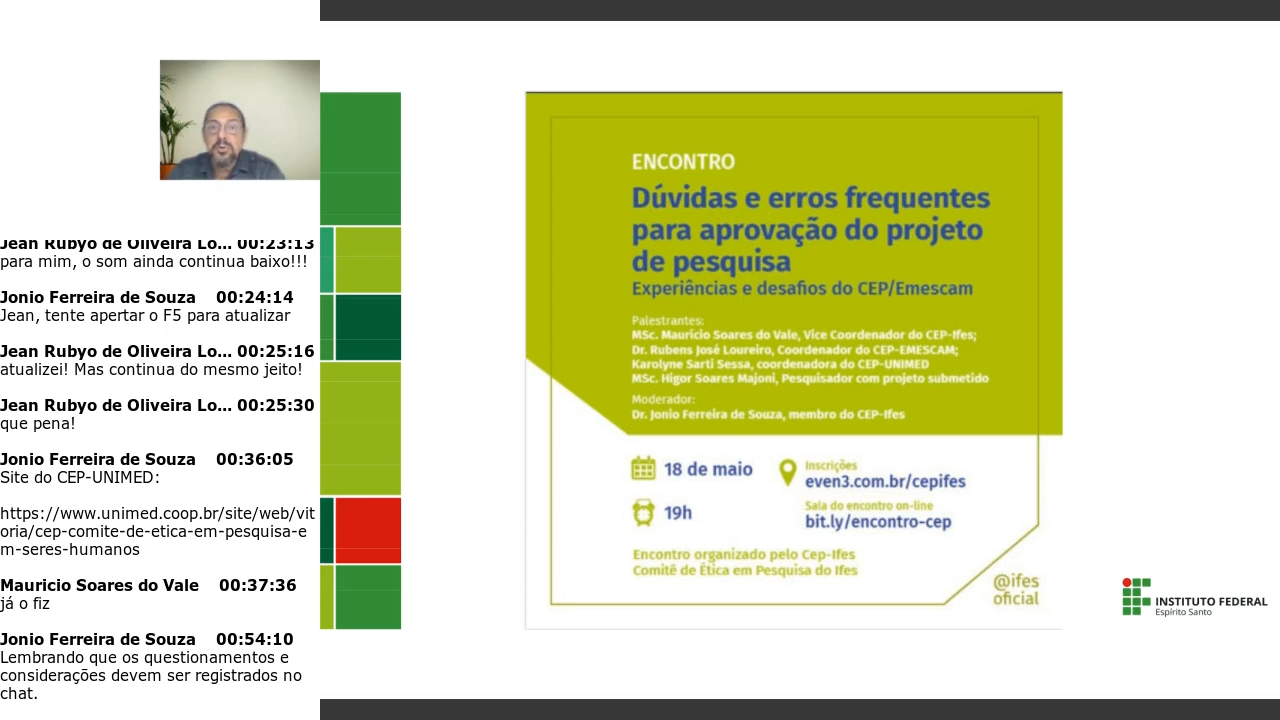 Jean Rubyo de Oliveira Lo... 00:23:13
para mim, o som ainda continua baixo!!!
Jonio Ferreira de Souza 00:24:14
Jean, tente apertar o F5 para atualizar
Jean Rubyo de Oliveira Lo... 00:25:16
atualizei! Mas continua do mesmo jeito!
Jean Rubyo de Oliveira Lo... 00:25:30
que pena!
Jonio Ferreira de Souza 00:36:05
Site do CEP-UNIMED:
https://www.unimed.coop.br/site/web/vit
oria/cep-comite-de-etica-em-pesquisa-e
m-seres-humanos
Mauricio Soares do Vale 00:37:36
já o fiz
Jonio Ferreira de Souza 00:54:10
Lembrando que os questionamentos e
considerações devem ser registrados no
chat.
ENCONTRO
Dúvidas e erros frequentes
para aprovação do projeto
de pesquisa
Experiências e desafios do CEP/Emescam
Palestrantes:
MSc. Maurício Soares do Vale, Vice Coordenador do CEP-Ifes;
Dr. Rubens José Loureiro, Coordenador do CEP-EMESCAM;
Karolyne Sarti Sessa, coordenadora do CEP-UNIMED
MSc. Higor Soares Majoni, Pesquisador com projeto submetido
Moderador:
Dr. Jonio Ferreira de Souza, membro do CEP-Ifes
18 de maio
19h
Inscrições
even3.com.br/cepifes
Sala do encontro on-line
bit.ly/encontro-cep
Encontro organizado pelo Cep-Ifes
Comitê de Ética em Pesquisa do Ifes
@ifes
oficial
INSTITUTO FEDERAL
Espírito Santo